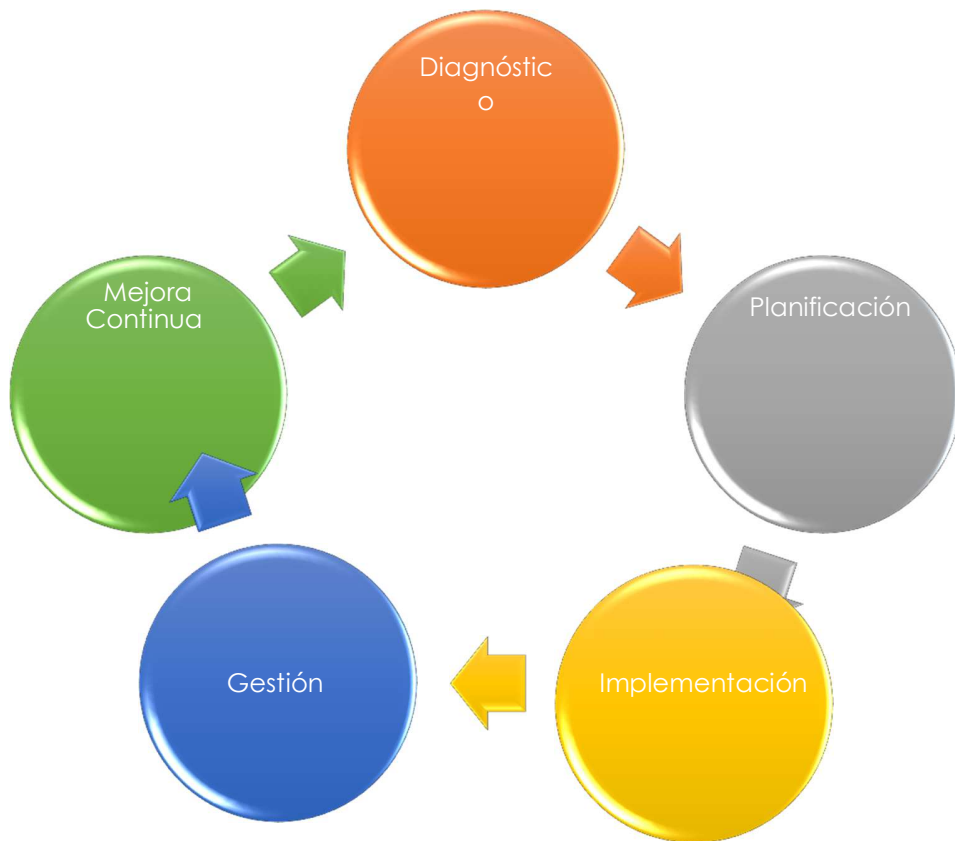 Diagnóstic
o
Planificación
Implementación
Gestión
Mejora
Continua